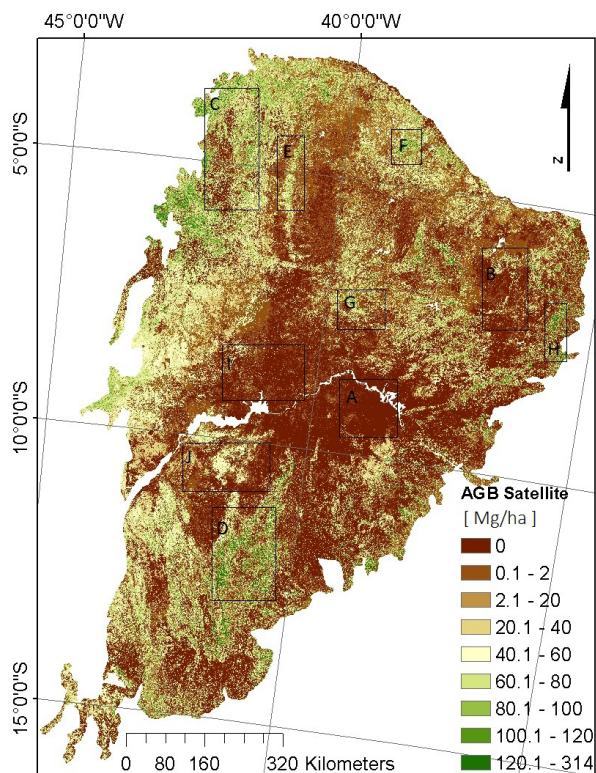 45°0'0"W
40°0'0"W
5°0'0"S
10°0'0"S
15°0'0"S
C
E
F
z
B
G
H
I
A
J
D
AGB Satellite
[ Mg/ha ]
0
0.1 - 2
2.1 - 20
20.1 - 40
40.1 - 60
60.1 - 80
80.1 - 100
100.1 - 120
120.1 - 314
0 80 160 320 Kilometers